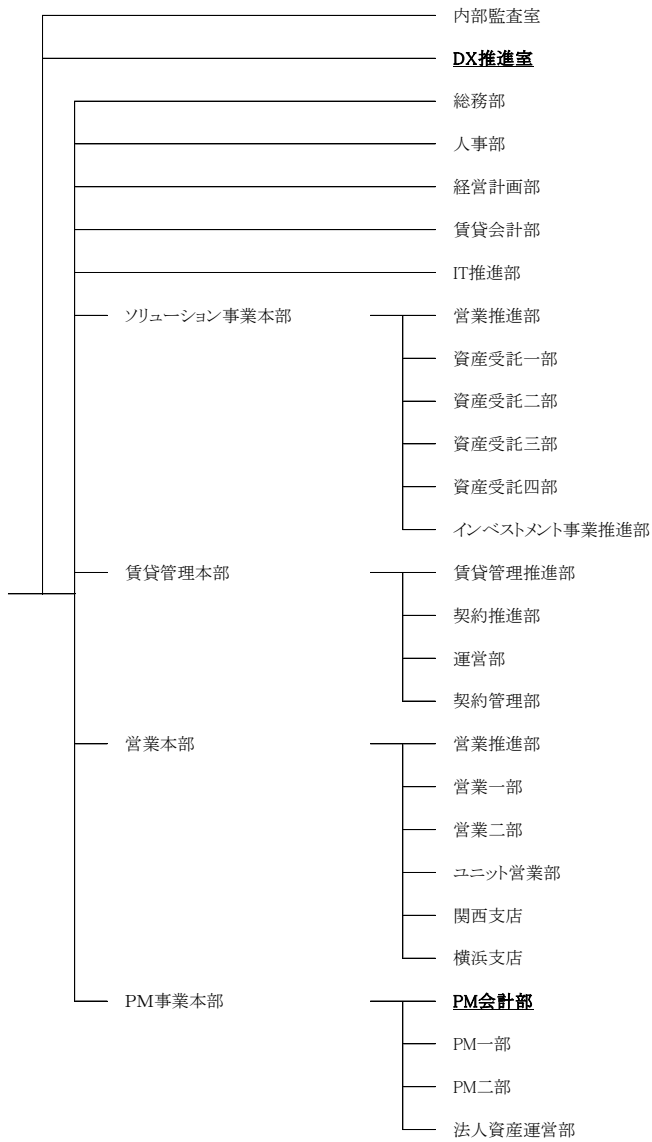 内部監査室
DX推進室
総務部
人事部
経営計画部
賃貸会計部
IT推進部
ソリューション事業本部 営業推進部
資産受託一部
資産受託二部
資産受託三部
資産受託四部
インベストメント事業推進部
賃貸管理本部 賃貸管理推進部
契約推進部
運営部
契約管理部
営業本部 営業推進部
営業一部
営業二部
ユニット営業部
関西支店
横浜支店
PM事業本部 PM会計部
PM一部
PM二部
法人資産運営部